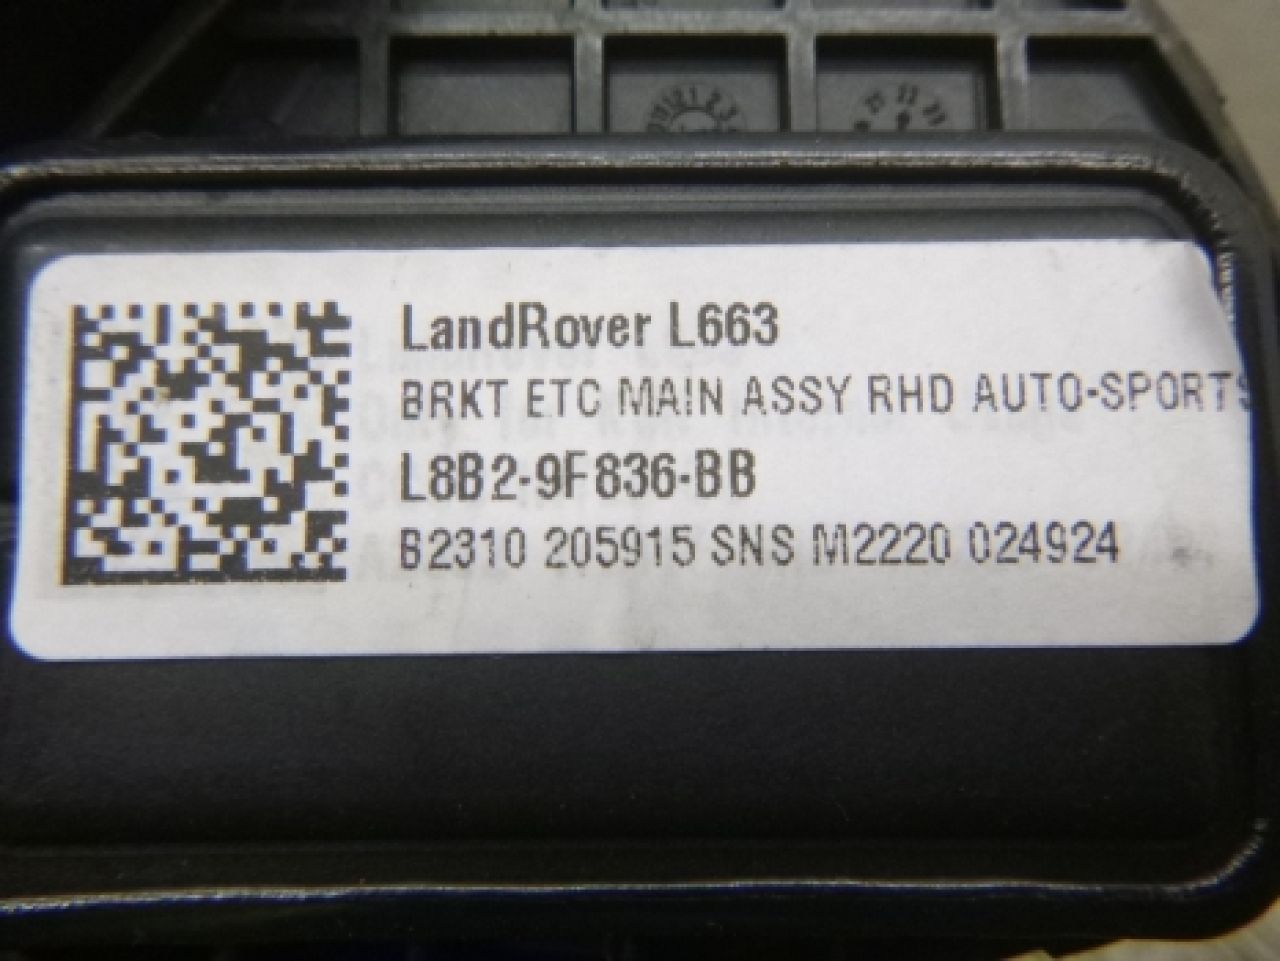 LandRover L663
BRKT ETC MAIN ASSY RHD AUTO-SPORTS
L8B2-9F836-BB
B2310 205915 SNS M2220 024924